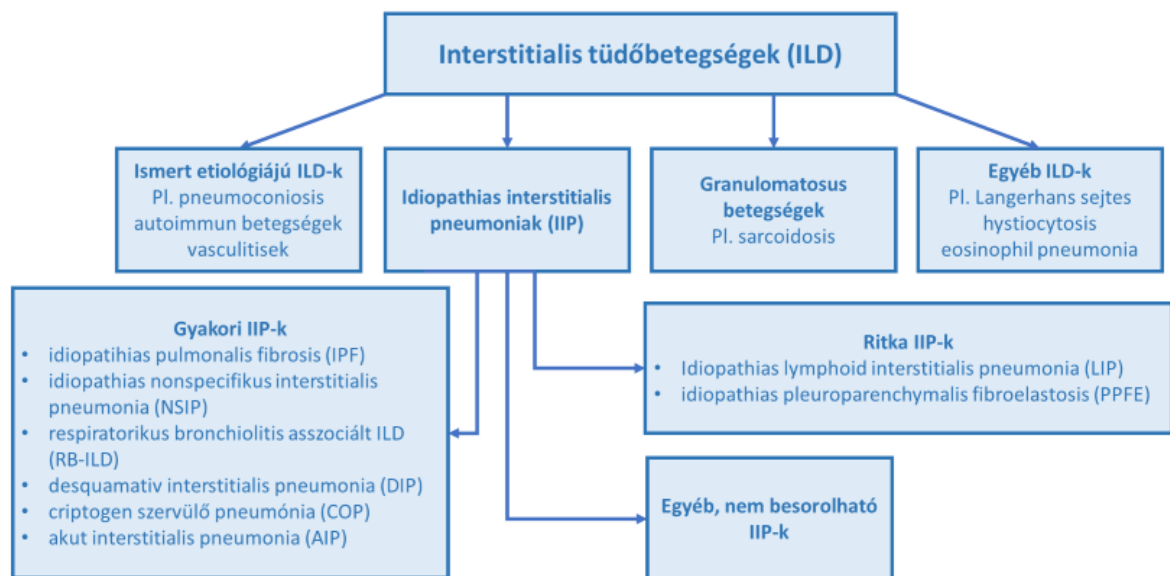 Interstitialis tüdőbetegségek (ILD)
Ismert etiológiájú ILD-k
Pl. pneumoconiosis
autoimmun betegségek
vasculitisek
Idiopathias interstitialis
pneumoniak (IIP)
Granulomatosus
betegségek
Pl. sarcoidosis
Egyéb ILD-k
Pl. Langerhans sejtes
hystiocytosis
eosinophil pneumonia
Gyakori IIP-k
• idiopatihias pulmonalis fibrosis (IPF)
• idiopathias nonspecifikus interstitialis
pneumonia (NSIP)
• respiratorikus bronchiolitis asszociált ILD
(RB-ILD)
• desquamativ interstitialis pneumonia (DIP)
• criptogen szervülő pneumónia (COP)
• akut interstitialis pneumonia (AIP)
Ritka IIP-k
• Idiopathias lymphoid interstitialis pneumonia (LIP)
• idiopathias pleuroparenchymalis fibroelastosis (PPFE)
Egyéb, nem besorolható
IIP-k